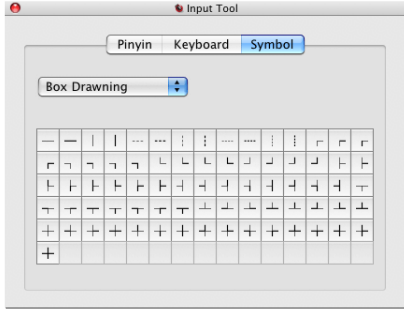 Input Tool
Pinyin Keyboard Symbol
Box Drawning
─ ━ │ ┃ ┄ ┅ ┆ ┇ ┈ ┉ ┊ ┋ ┌ ┍ ┎
┏ ┐ ┑ ┒ ┓ └ ┕ ┖ ┗ ┘ ┙ ┚ ┛ ├ ┝
┞ ┟ ┠ ┡ ┢ ┣ ┤ ┥ ┦ ┧ ┨ ┩ ┪ ┫ ┬
┭ ┮ ┯ ┰ ┱ ┲ ┳ ┴ ┵ ┶ ┷ ┸ ┹ ┺ ┻
┼ ┽ ┾ ┿ ╀ ╁ ╂ ╃ ╄ ╅ ╆ ╇ ╈ ╉ ╊
╋